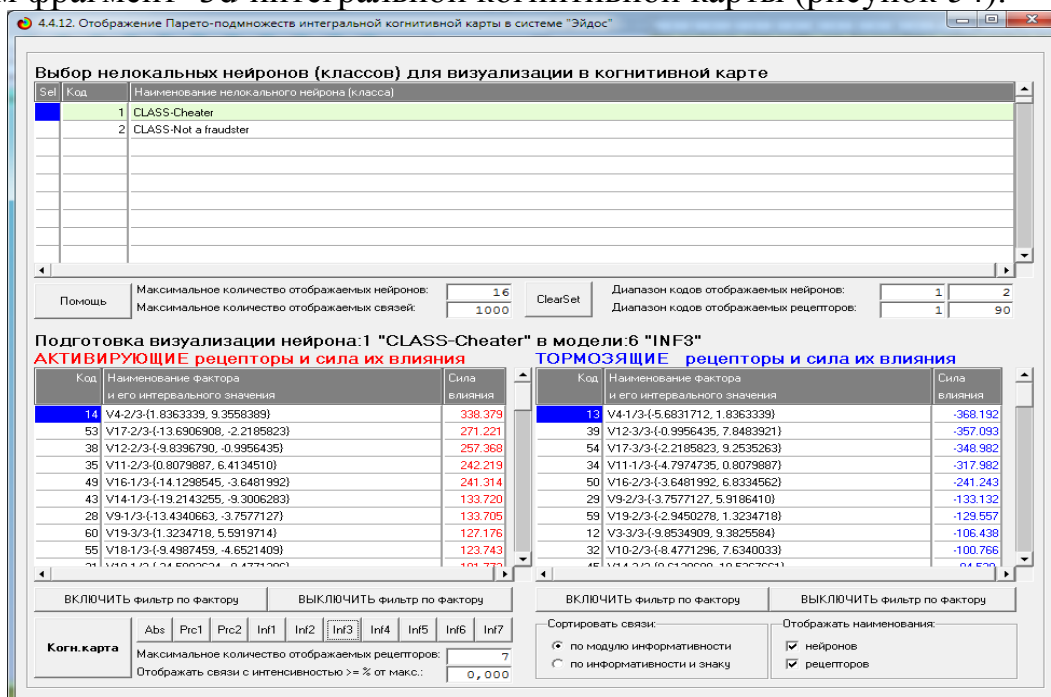 фрагмент 3d интегральной когнитивной карты (рисунок 34).
4.4.12. Отображение Парето-подмножеств интегральной когнитивной карты в системе "Эйдос"
Выбор нелокальных нейронов (классов) для визуализации в когнитивной карте
Sel Код Наименование нелокального нейрона (класса)
1 CLASS-Cheater
2 CLASS-Not a fraudster
Помощь
Максимальное количество отображаемых нейронов: 16
Максимальное количество отображаемых связей: 1000
ClearSet
Диапазон кодов отображаемых нейронов: 1 2
Диапазон кодов отображаемых рецепторов: 1 90
Подготовка визуализации нейрона:1 "CLASS-Cheater" в модели:6 "INF3"
АКТИВИРУЮЩИЕ рецепторы и сила их влияния
Код Наименование фактора и его интервального значения Сила влияния
14 V4-2/3-{1.8363339, 9.3558389} 338.379
53 V17-2/3-{-13.6906908, -2.2185823} 271.221
38 V12-2/3-{-9.8396790, -0.9956435} 257.368
35 V11-2/3-{0.8079887, 6.4134510} 242.219
49 V16-1/3-{-14.1298545, -3.6481992} 241.314
43 V14-1/3-{-19.2143255, -9.3006283} 133.720
28 V9-1/3-{-13.4340663, -3.7577127} 133.705
60 V19-3/3-{1.3234718, 5.5919714} 127.176
55 V18-1/3-{-9.4987459, -4.6521409} 123.743
ТОРМОЗЯЩИЕ рецепторы и сила их влияния
Код Наименование фактора и его интервального значения Сила влияния
13 V4-1/3-{-5.6831712, 1.8363339} -368.192
39 V12-3/3-{-0.9956435, 7.8483921} -357.093
54 V17-3/3-{-2.2185823, 9.2535263} -348.982
34 V11-1/3-{-4.7974735, 0.8079887} -317.982
50 V16-2/3-{-3.6481992, 6.8334562} -241.243
29 V9-2/3-{-3.7577127, 5.9186410} -133.132
59 V19-2/3-{-2.9450278, 1.3234718} -129.557
12 V3-3/3-{-9.8534909, 9.3825584} -106.438
32 V10-2/3-{-8.4771296, 7.6340033} -100.766
ВКЛЮЧИТЬ фильтр по фактору ВЫКЛЮЧИТЬ фильтр по фактору
ВКЛЮЧИТЬ фильтр по фактору ВЫКЛЮЧИТЬ фильтр по фактору
Когн.карта
Abs Prc1 Prc2 Inf1 Inf2 Inf3 Inf4 Inf5 Inf6 Inf7
Максимальное количество отображаемых рецепторов: 7
Отображать связи с интенсивностью >= % от макс.: 0,000
Сортировать связи:
по модулю информативности
по информативности и знаку
Отображать наименования:
нейронов
рецепторов